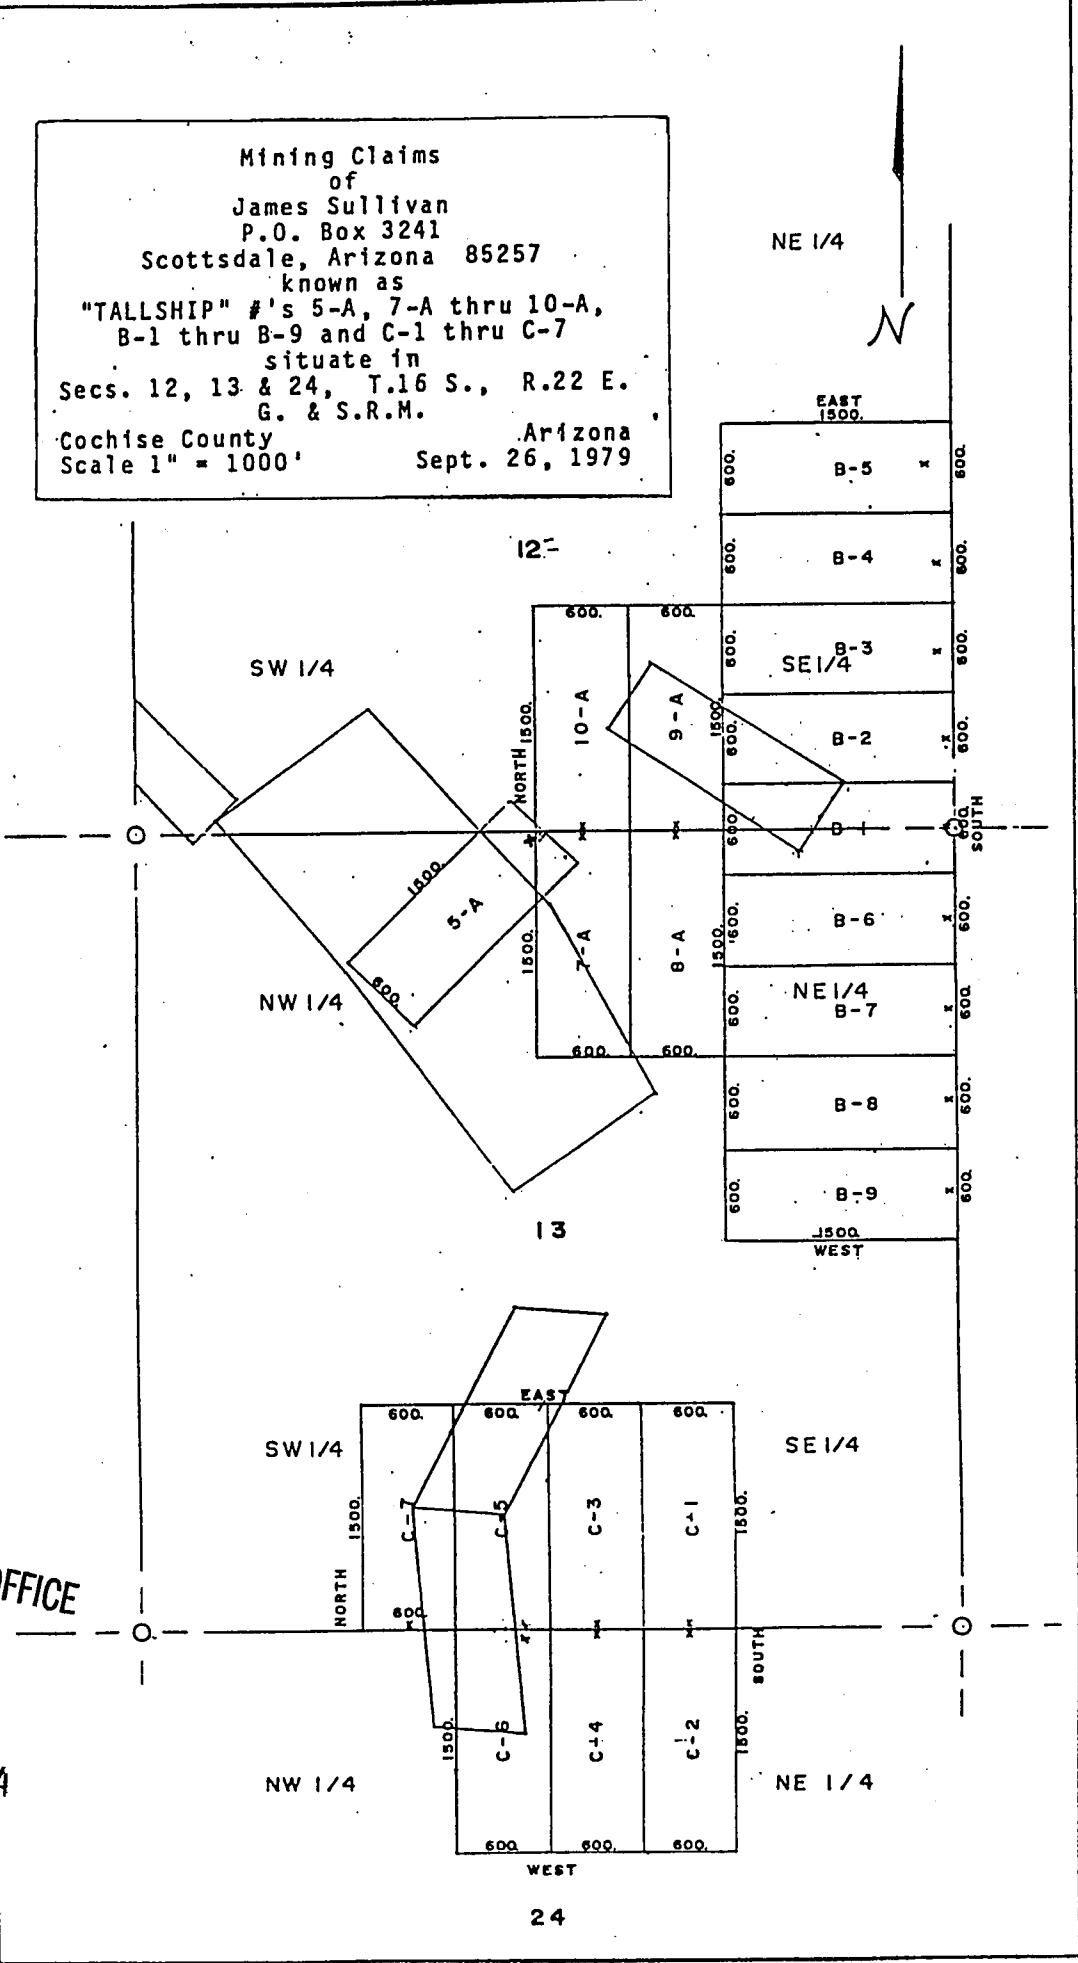 Mining Claims
of
James Sullivan
P.O. Box 3241
Scottsdale, Arizona 85257
known as
"TALLSHIP" #'s 5-A, 7-A thru 10-A,
B-1 thru B-9 and C-1 thru C-7
situate in
Secs. 12, 13 & 24, T.16 S., R.22 E.
G. & S.R.M.
Cochise County Arizona
Scale 1" = 1000' Sept. 26, 1979
NE 1/4
N
EAST
1500.
600. B-5 600.
12
600. B-4 600.
600. 600.
600. B-3 600.
SW 1/4
SE 1/4
1500. 10-A 9-A 1500.
600. B-2 600.
NORTH
600. B-1 600.
SOUTH
1500.
5-A
600.
600. B-6 600.
1500. 7-A 8-A 1500.
NW 1/4
NE 1/4
600. B-7 600.
600. 600.
600. B-8 600.
600. B-9 600.
1500.
WEST
13
EAST
600. 600. 600. 600.
SW 1/4
SE 1/4
1500. C-7 C-5 C-3 C-1 1500.
NORTH
600.
OFFICE
SOUTH
1500. C-6 C-4 C-2 1500.
NW 1/4
NE 1/4
600. 600. 600.
WEST
24